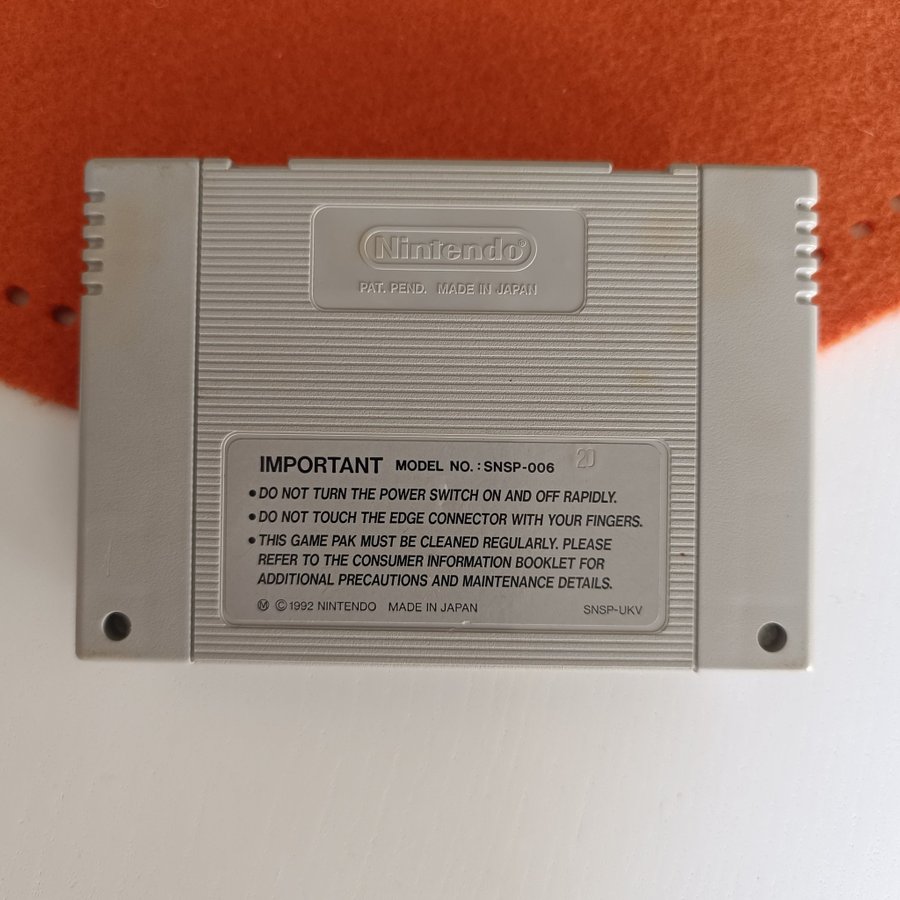 Nintendo®
PAT. PEND. MADE IN JAPAN
IMPORTANT MODEL NO. : SNSP-006 20
• DO NOT TURN THE POWER SWITCH ON AND OFF RAPIDLY.
• DO NOT TOUCH THE EDGE CONNECTOR WITH YOUR FINGERS.
• THIS GAME PAK MUST BE CLEANED REGULARLY. PLEASE
REFER TO THE CONSUMER INFORMATION BOOKLET FOR
ADDITIONAL PRECAUTIONS AND MAINTENANCE DETAILS.
Ⓜ © 1992 NINTENDO MADE IN JAPAN SNSP-UKV